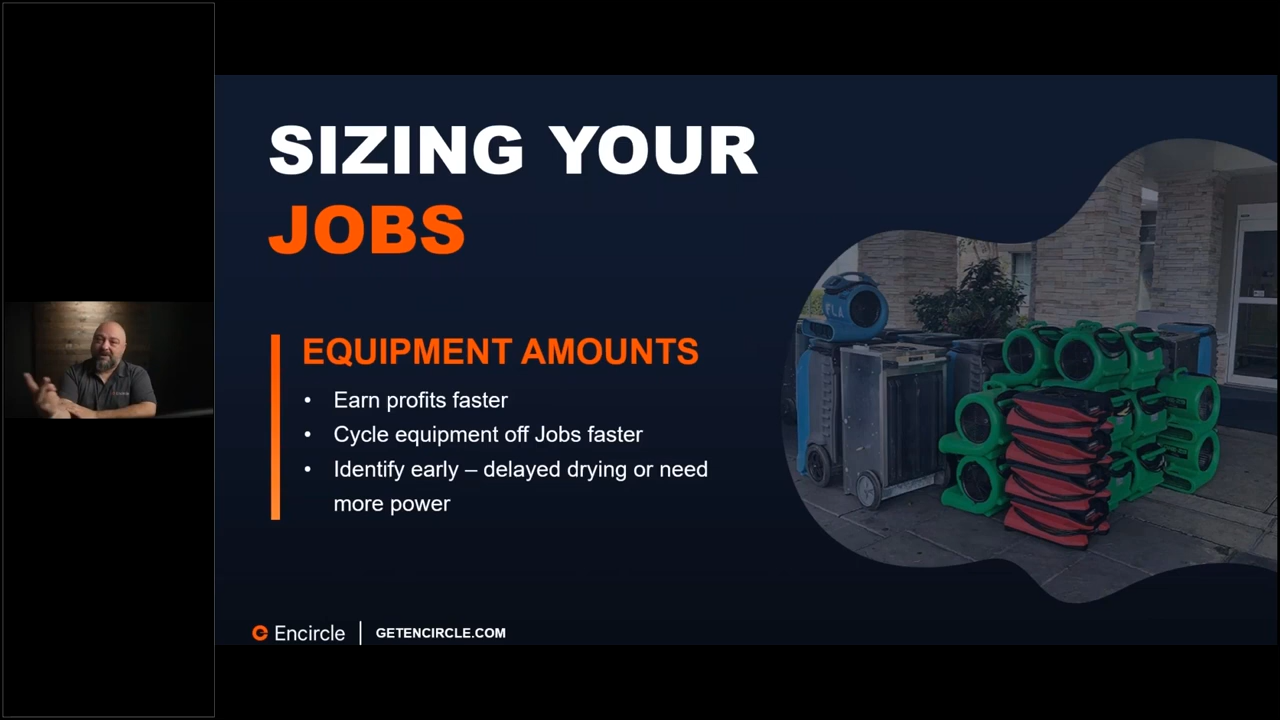 SIZING YOUR
JOBS
EQUIPMENT AMOUNTS
• Earn profits faster
• Cycle equipment off Jobs faster
• Identify early – delayed drying or need
more power
Encircle | GETENCIRCLE.COM